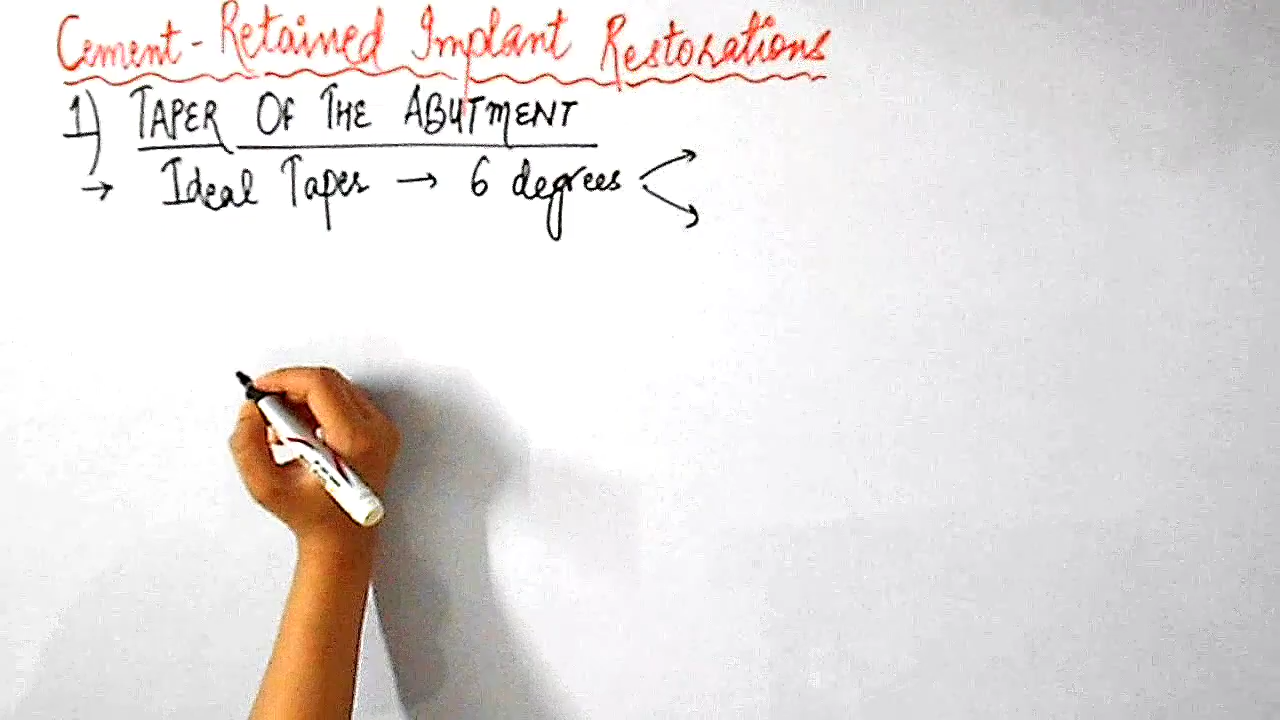 Cement-Retained Implant Restorations
1) TAPER OF THE ABUTMENT
→ Ideal Taper → 6 degrees